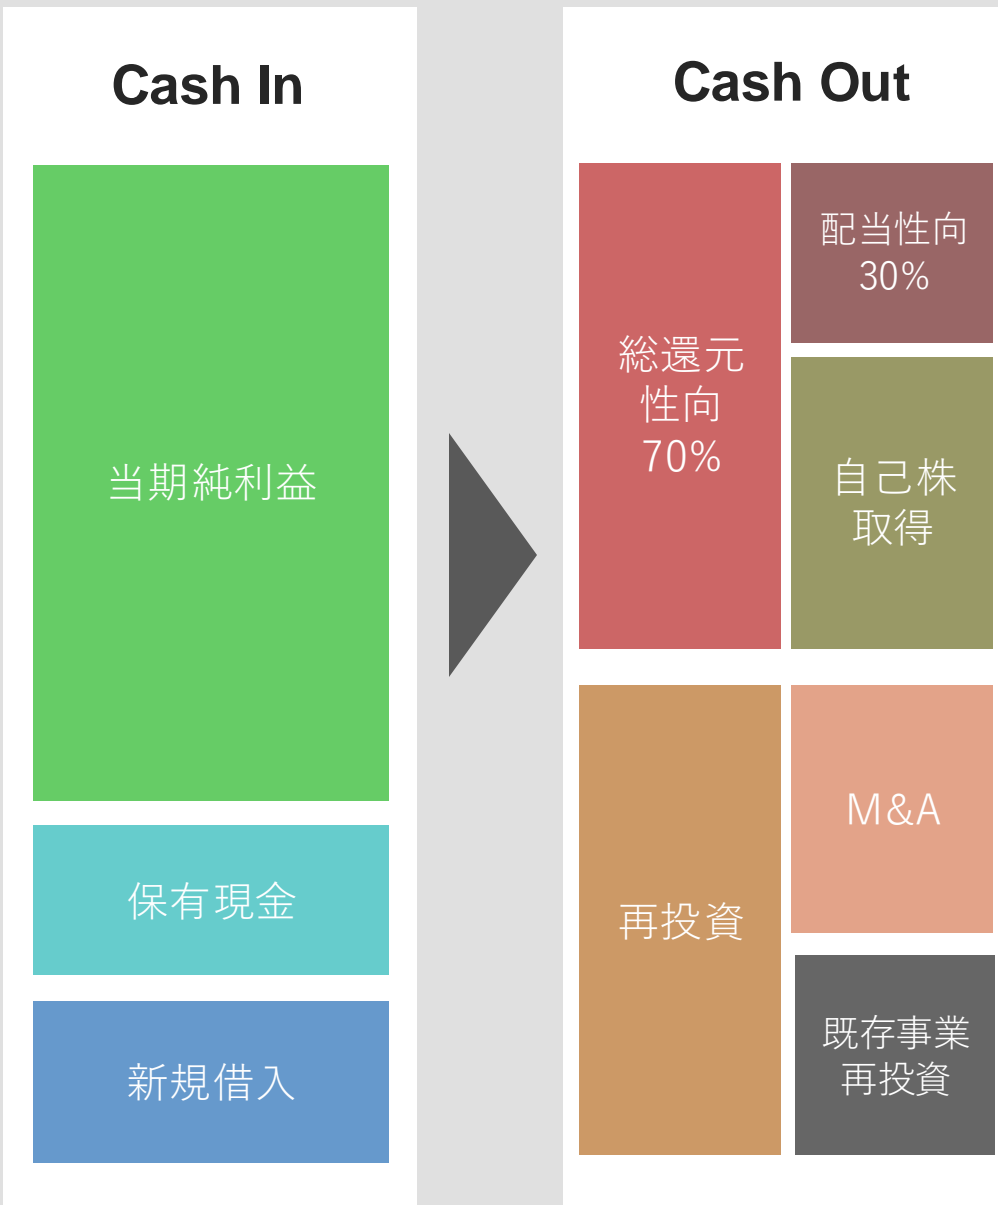 Cash In
当期純利益
保有現金
新規借入
Cash Out
総還元
性向
70%
配当性向
30%
自己株
取得
再投資
M&A
既存事業
再投資